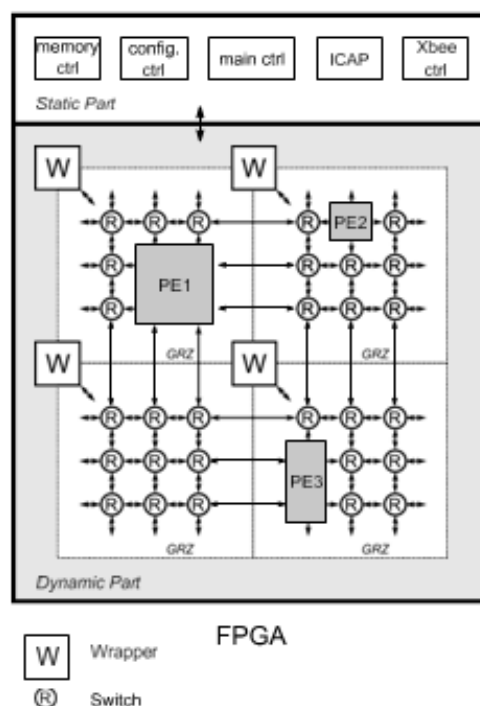 memory ctrl
config. ctrl
main ctrl
ICAP
Xbee ctrl
Static Part
W
W
R R R
R PE2 R
R
R R R
PE1
R
R R R
GRZ
GRZ
W
W
R R R
R R R
R R R
PE3
R R
R R R
R R
GRZ
GRZ
Dynamic Part
FPGA
W Wrapper
R Switch